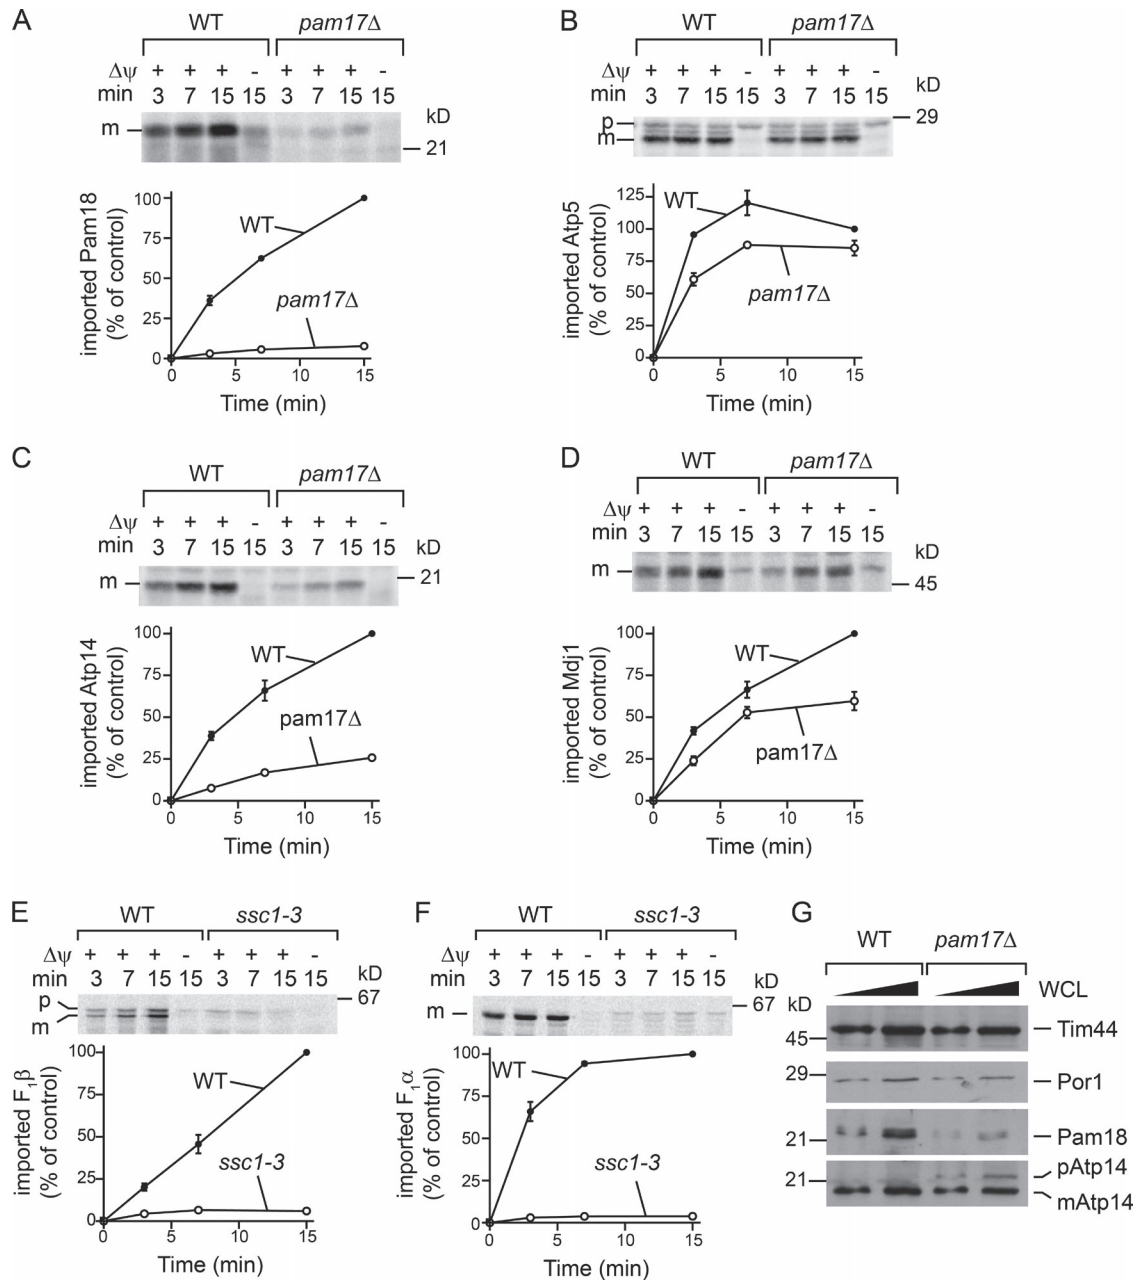 A
WT pam17Δ
Δψ + + + - + + + -
min 3 7 15 15 3 7 15 15
kD
m
21
imported Pam18
(% of control)
100
75
50
25
0
WT
pam17Δ
0 5 10 15
Time (min)
B
WT pam17Δ
Δψ + + + - + + + -
min 3 7 15 15 3 7 15 15
kD
p
29
m
imported Atp5
(% of control)
125
100
75
50
25
0
WT
pam17Δ
0 5 10 15
Time (min)
C
WT pam17Δ
Δψ + + + - + + + -
min 3 7 15 15 3 7 15 15 kD
m
21
imported Atp14
(% of control)
100
75
50
25
0
WT
pam17Δ
0 5 10 15
Time (min)
D
WT pam17Δ
Δψ + + + - + + + -
min 3 7 15 15 3 7 15 15
kD
m
45
imported Mdj1
(% of control)
100
75
50
25
0
WT
pam17Δ
0 5 10 15
Time (min)
E
WT ssc1-3
Δψ + + + - + + + -
min 3 7 15 15 3 7 15 15 kD
p
67
m
imported F1β
(% of control)
100
75
50
25
0
WT
ssc1-3
0 5 10 15
Time (min)
F
WT ssc1-3
Δψ + + + - + + + -
min 3 7 15 15 3 7 15 15 kD
67
m
imported F1α
(% of control)
100
75
50
25
0
WT
ssc1-3
0 5 10 15
Time (min)
G
WT pam17Δ
WCL
kD
45
Tim44
29
Por1
21
Pam18
21
pAtp14
mAtp14